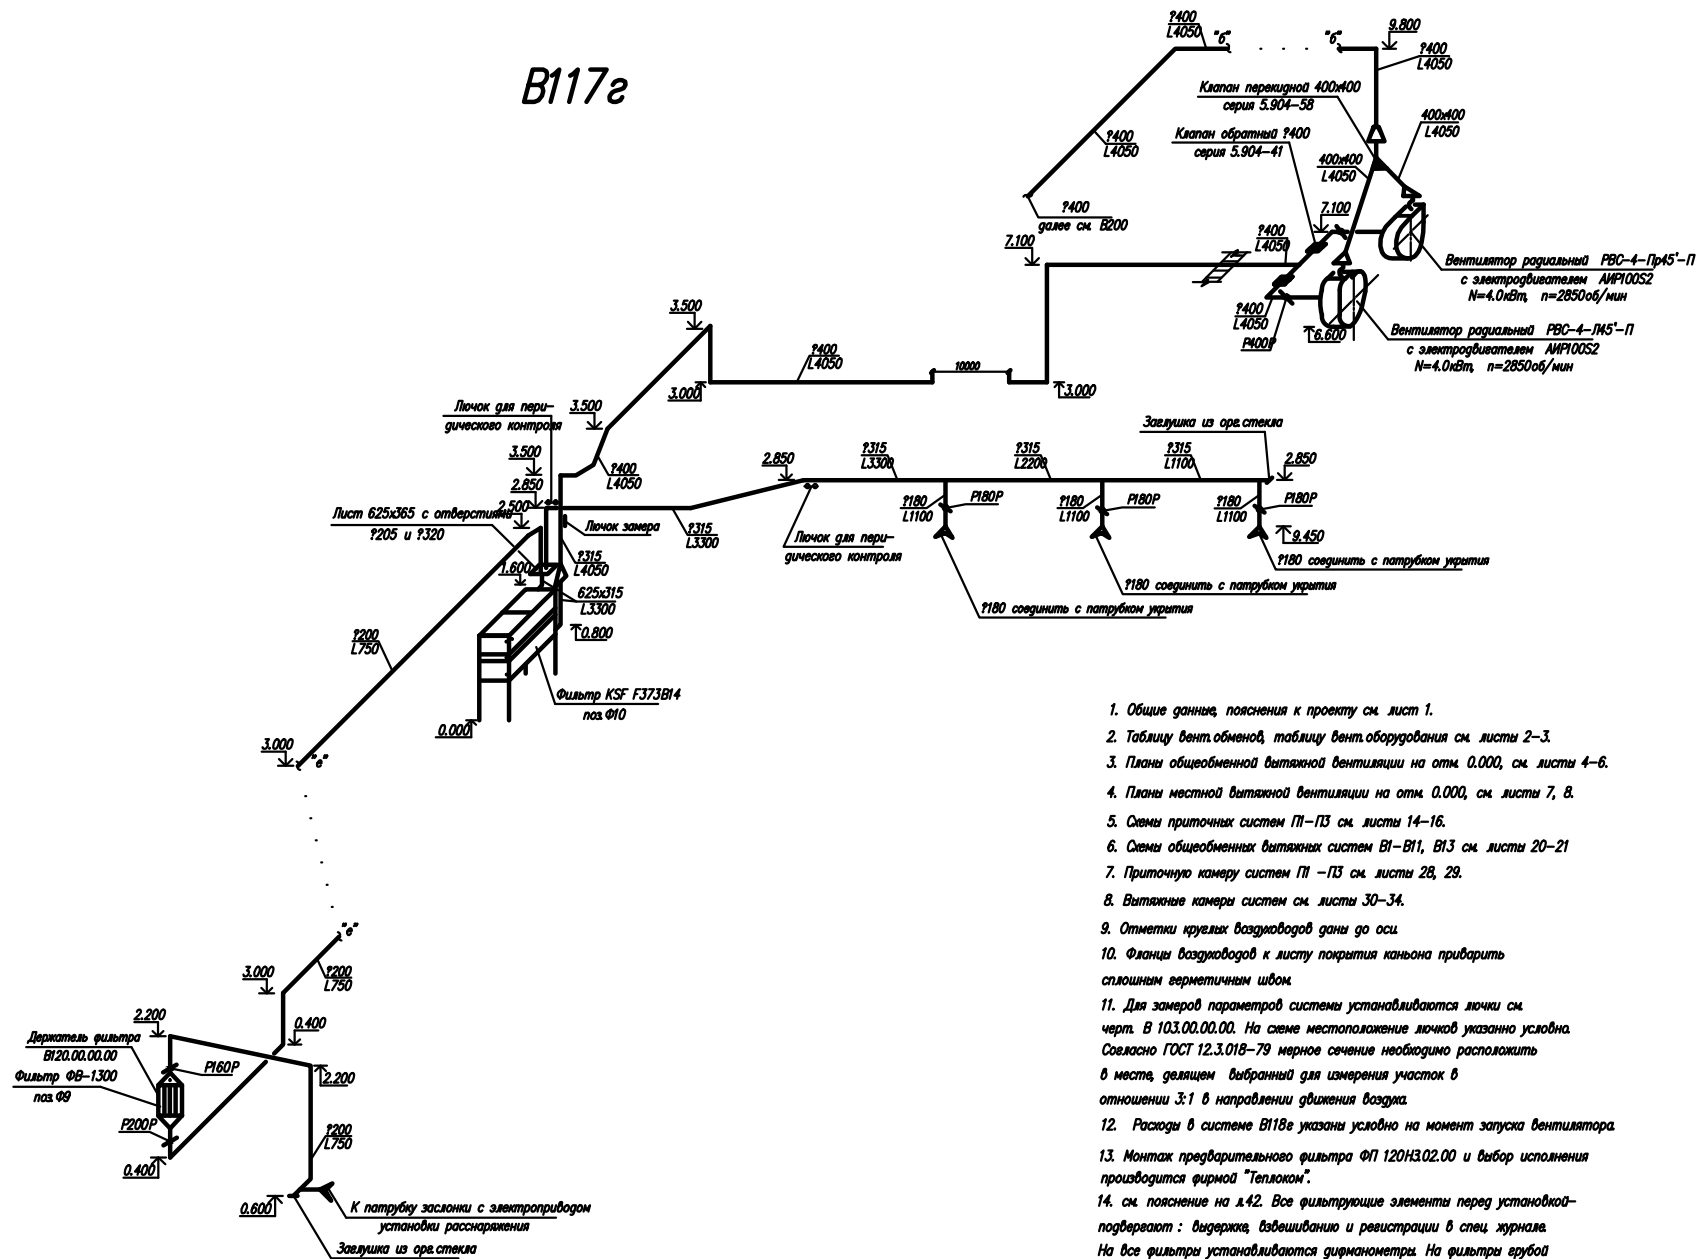 В117г
?400
L4050
"б"
"б"
9.800
?400
L4050
Клапан перекидной 400х400
серия 5.904-58
400х400
L4050
?400
L4050
Клапан обратный ?400
серия 5.904-41
400х400
L4050
?400
далее см. В200
7.100
7.100
?400
L4050
Вентилятор радиальный РВС-4-Пр45°-П
с электродвигателем АИР100S2
N=4.0кВт, n=2850об/мин
?400
L4050
Р400Р
6.600
Вентилятор радиальный РВС-4-Л45°-П
с электродвигателем АИР100S2
N=4.0кВт, n=2850об/мин
3.500
?400
L4050
10000
3.000
3.000
Лючок для пери-
дического контроля
3.500
Заглушка из орг.стекла
3.500
?400
L4050
2.850
?315
L3300
?315
L2200
?315
L1100
2.850
2.850
2.500
Лист 625х365 с отверстиями
?205 и ?320
Лючок замера
?315
L3300
?180
L1100
Р180Р
?180
L1100
Р180Р
?180
L1100
Р180Р
9.450
Лючок для пери-
дического контроля
?315
L4050
1.600
625х315
L3300
?180 соединить с патрубком укрытия
?180 соединить с патрубком укрытия
?180 соединить с патрубком укрытия
0.800
?200
L750
Фильтр KSF F373В14
поз.Ф10
0.000
3.000
"е"
"е"
3.000
?200
L750
2.200
0.400
Держатель фильтра
В120.00.00.00
Р160Р
Фильтр ФВ-1300
поз.Ф9
2.200
Р200Р
?200
L750
0.400
0.600
К патрубку заслонки с электроприводом
установки расснаряжения
Заглушка из орг.стекла
1. Общие данные, пояснения к проекту см. лист 1.
2. Таблицу вент.обменов, таблицу вент.оборудования см. листы 2-3.
3. Планы общеобменной вытяжной вентиляции на отм. 0.000, см. листы 4-6.
4. Планы местной вытяжной вентиляции на отм. 0.000, см. листы 7, 8.
5. Схемы приточных систем П1-П3 см. листы 14-16.
6. Схемы общеобменных вытяжных систем В1-В11, В13 см. листы 20-21
7. Приточную камеру систем П1 -П3 см. листы 28, 29.
8. Вытяжные камеры систем см. листы 30-34.
9. Отметки круглых воздуховодов даны до оси.
10. Фланцы воздуховодов к листу покрытия каньона приварить
сплошным герметичным швом.
11. Для замеров параметров системы устанавливаются лючки см.
черт. В 103.00.00.00. На схеме местоположение лючков указанно условно.
Согласно ГОСТ 12.3.018-79 мерное сечение необходимо расположить
в месте, делящем выбранный для измерения участок в
отношении 3:1 в направлении движения воздуха.
12. Расходы в системе В118г указаны условно на момент запуска вентилятора.
13. Монтаж предварительного фильтра ФП 120Н3.02.00 и выбор исполнения
производится фирмой "Теплоком".
14. см. пояснение на л.42. Все фильтрующие элементы перед установкой-
подвергают : выдержке, взвешиванию и регистрации в спец. журнале.
На все фильтры устанавливаются дифманометры. На фильтры грубой